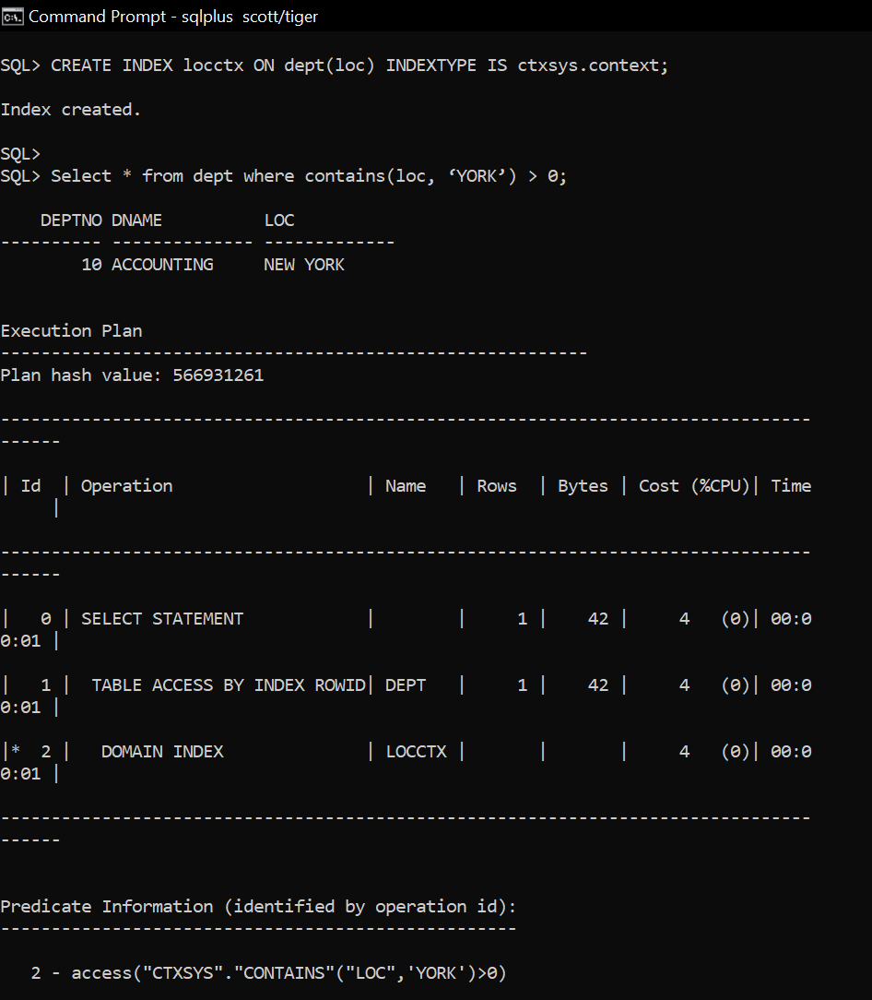 Command Prompt - sqlplus  scott/tiger
SQL> CREATE INDEX locctx ON dept(loc) INDEXTYPE IS ctxsys.context;
Index created.
SQL>
SQL> Select * from dept where contains(loc, ‘YORK’) > 0;
    DEPTNO DNAME          LOC
---------- -------------- -------------
        10 ACCOUNTING     NEW YORK
Execution Plan
----------------------------------------------------------
Plan hash value: 566931261
--------------------------------------------------------------------------------
------
| Id  | Operation                   | Name   | Rows  | Bytes | Cost (%CPU)| Time
     |
--------------------------------------------------------------------------------
------
|   0 | SELECT STATEMENT            |        |     1 |    42 |     4   (0)| 00:0
0:01 |
|   1 |  TABLE ACCESS BY INDEX ROWID| DEPT   |     1 |    42 |     4   (0)| 00:0
0:01 |
|*  2 |   DOMAIN INDEX              | LOCCTX |       |       |     4   (0)| 00:0
0:01 |
--------------------------------------------------------------------------------
------
Predicate Information (identified by operation id):
---------------------------------------------------
   2 - access("CTXSYS"."CONTAINS"("LOC",'YORK')>0)